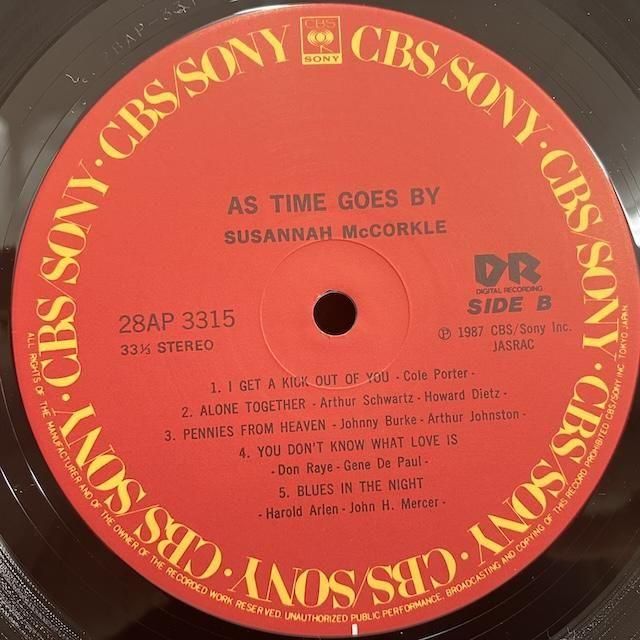 CBS/SONY · CBS/SONY · CBS/SONY · CBS/SONY · CBS/SONY · CBS/SONY · CBS/SONY
CBS
SONY
AS TIME GOES BY
SUSANNAH McCORKLE
DR
DIGITAL RECORDING
SIDE B
28AP 3315
33⅓ STEREO
Ⓟ 1987 CBS/Sony Inc.
JASRAC
1. I GET A KICK OUT OF YOU - Cole Porter -
2. ALONE TOGETHER - Arthur Schwartz - Howard Dietz -
3. PENNIES FROM HEAVEN - Johnny Burke - Arthur Johnston -
4. YOU DON'T KNOW WHAT LOVE IS
- Don Raye - Gene De Paul -
5. BLUES IN THE NIGHT
- Harold Arlen - John H. Mercer -
ALL RIGHTS OF THE MANUFACTURER AND OF THE OWNER OF THE RECORDED WORK RESERVED. UNAUTHORIZED PUBLIC PERFORMANCE, BROADCASTING AND COPYING OF THIS RECORD PROHIBITED CBS/SONY INC. TOKYO JAPAN